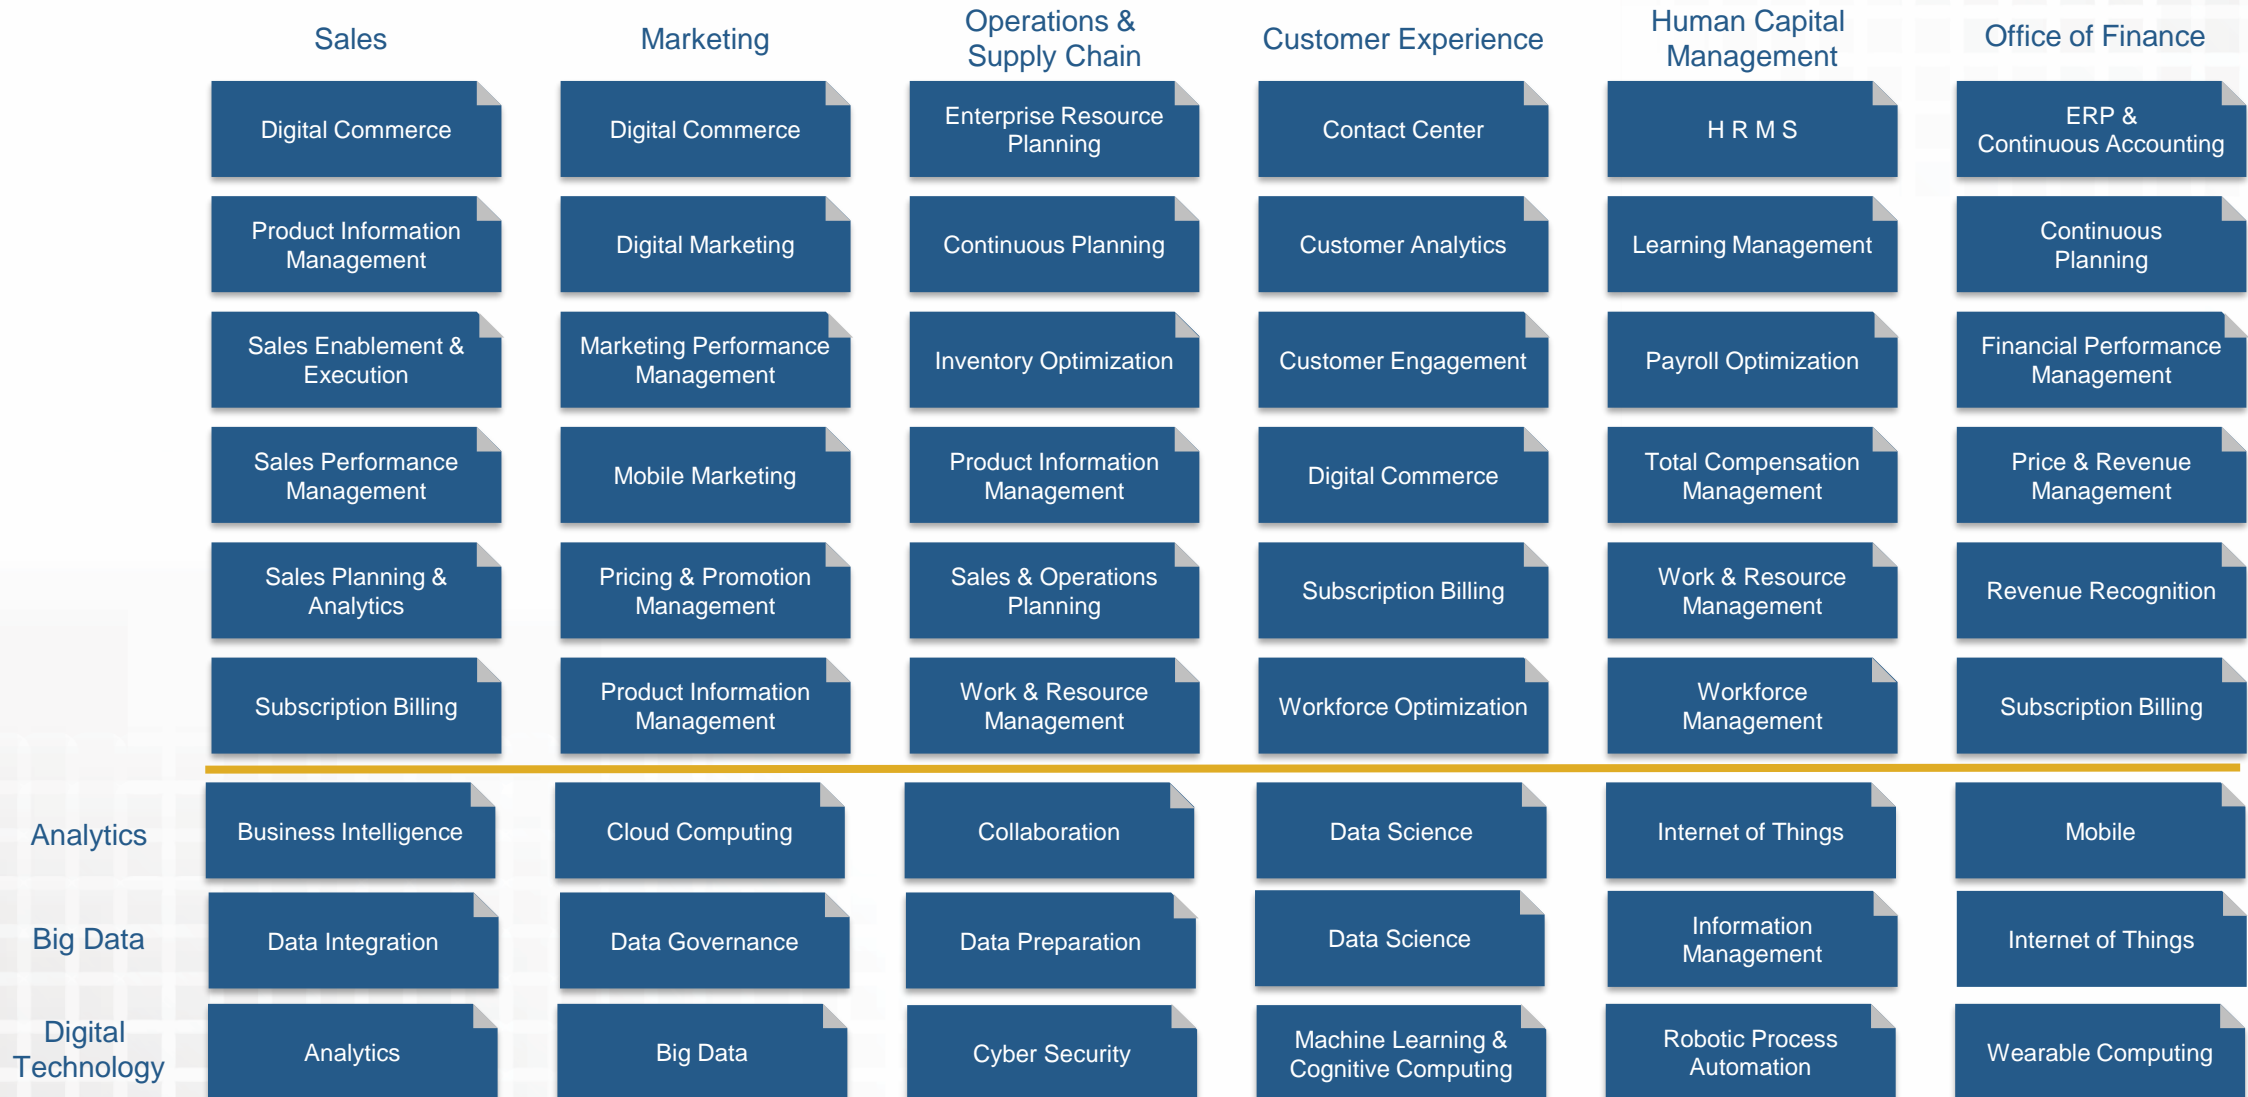 Sales
Marketing
Operations &
Supply Chain
Customer Experience
Human Capital
Management
Office of Finance
Digital Commerce
Digital Commerce
Enterprise Resource
Planning
Contact Center
H R M S
ERP &
Continuous Accounting
Product Information
Management
Digital Marketing
Continuous Planning
Customer Analytics
Learning Management
Continuous
Planning
Sales Enablement &
Execution
Marketing Performance
Management
Inventory Optimization
Customer Engagement
Payroll Optimization
Financial Performance
Management
Sales Performance
Management
Mobile Marketing
Product Information
Management
Digital Commerce
Total Compensation
Management
Price & Revenue
Management
Sales Planning &
Analytics
Pricing & Promotion
Management
Sales & Operations
Planning
Subscription Billing
Work & Resource
Management
Revenue Recognition
Subscription Billing
Product Information
Management
Work & Resource
Management
Workforce Optimization
Workforce
Management
Subscription Billing
Analytics
Business Intelligence
Cloud Computing
Collaboration
Data Science
Internet of Things
Mobile
Big Data
Data Integration
Data Governance
Data Preparation
Data Science
Information
Management
Internet of Things
Digital
Technology
Analytics
Big Data
Cyber Security
Machine Learning &
Cognitive Computing
Robotic Process
Automation
Wearable Computing